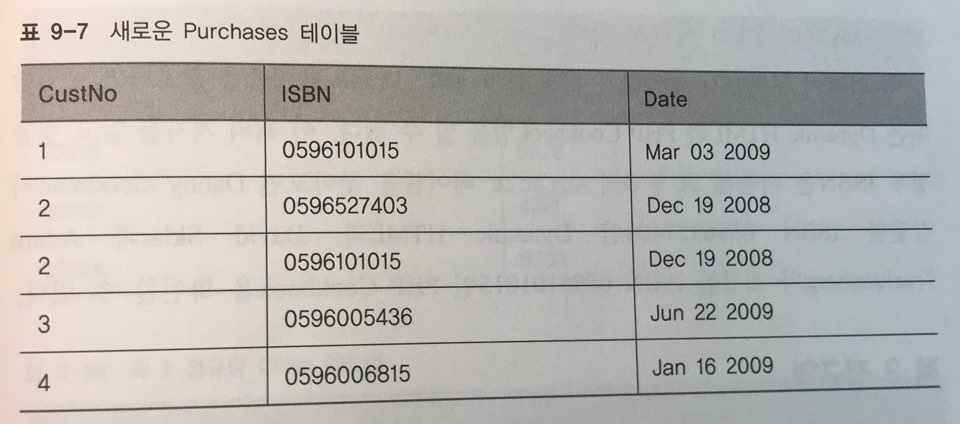 표 9-7 새로운 Purchases 테이블
CustNo ISBN Date
1 0596101015 Mar 03 2009
2 0596527403 Dec 19 2008
2 0596101015 Dec 19 2008
3 0596005436 Jun 22 2009
4 0596006815 Jan 16 2009